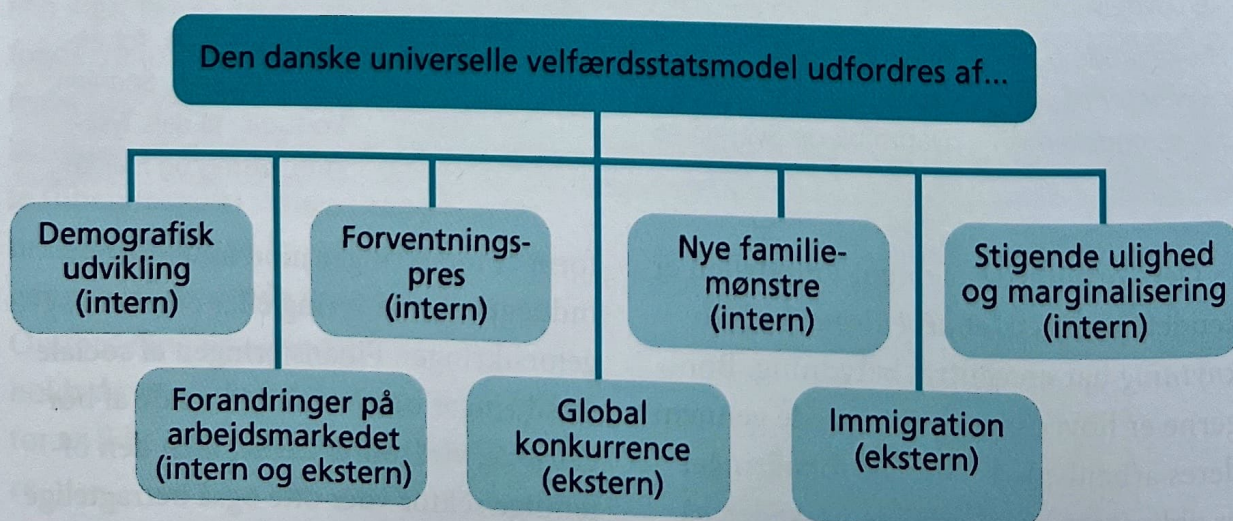 Den danske universelle velfærdsstatsmodel udfordres af...
Demografisk
udvikling
(intern)
Forventnings-
pres
(intern)
Nye familie-
mønstre
(intern)
Stigende ulighed
og marginalisering
(intern)
Forandringer på
arbejdsmarkedet
(intern og ekstern)
Global
konkurrence
(ekstern)
Immigration
(ekstern)